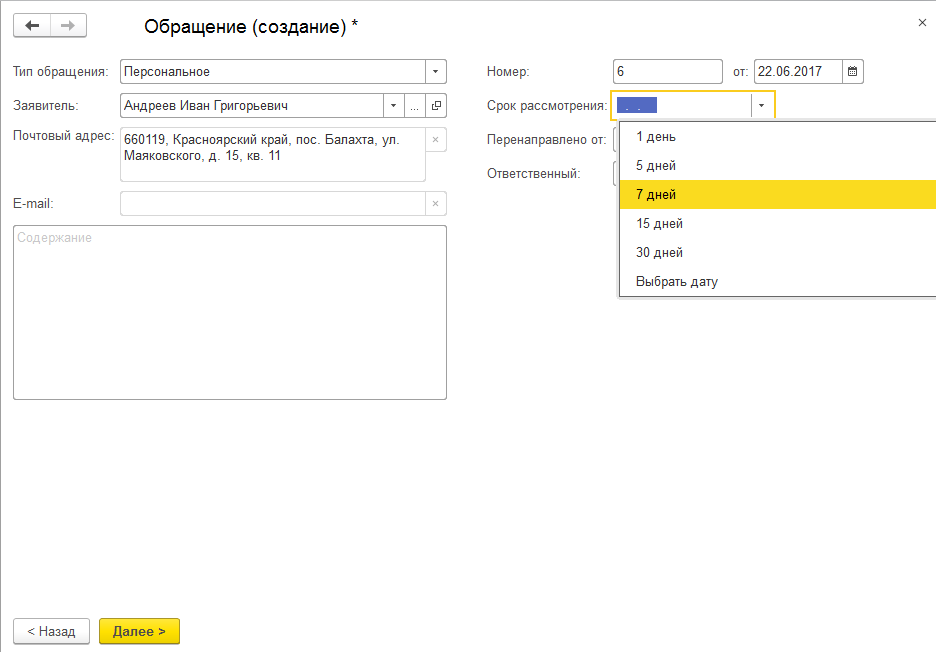 Обращение (создание) *
Тип обращения: Персональное
Номер: 6 от: 22.06.2017
Заявитель: Андреев Иван Григорьевич ...
Срок рассмотрения: . .
Почтовый адрес: 660119, Красноярский край, пос. Балахта, ул.
Маяковского, д. 15, кв. 11
Перенаправлено от:
Ответственный:
1 день
5 дней
7 дней
15 дней
30 дней
Выбрать дату
E-mail:
Содержание
< Назад
Далее >